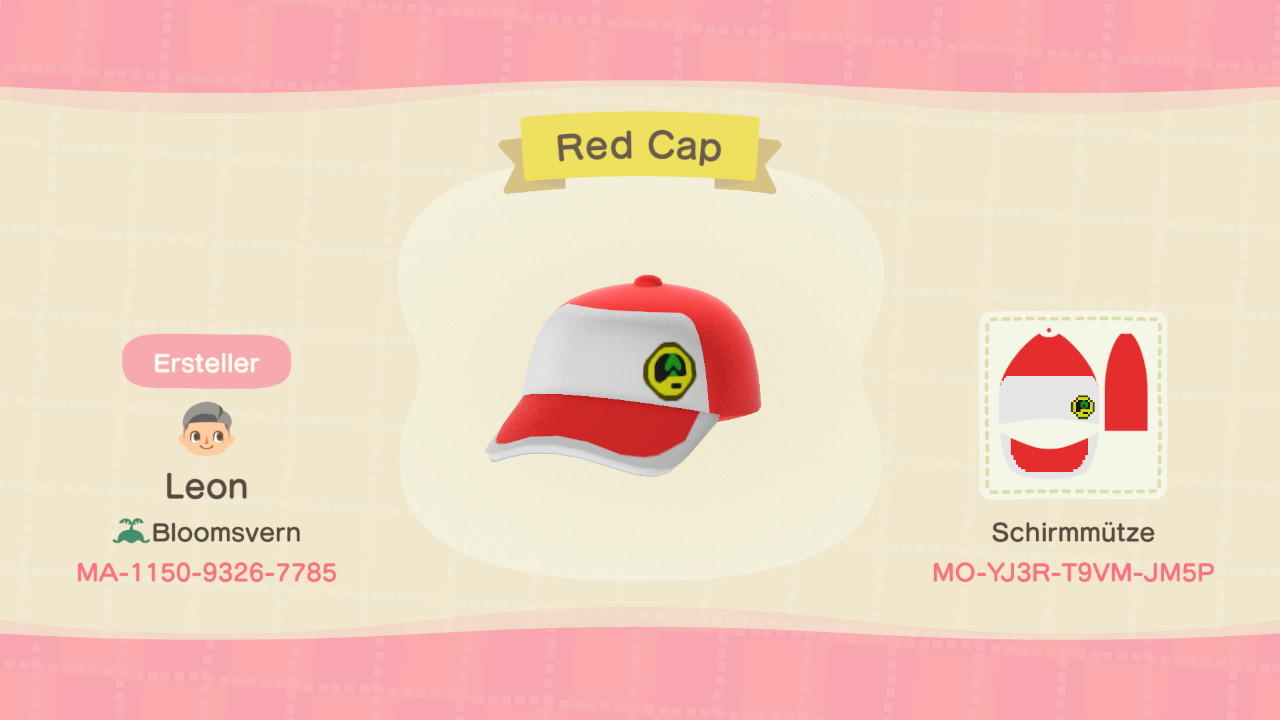 Red Cap
Ersteller
Leon
Bloomsvern
MA-1150-9326-7785
Schirmmütze
MO-YJ3R-T9VM-JM5P